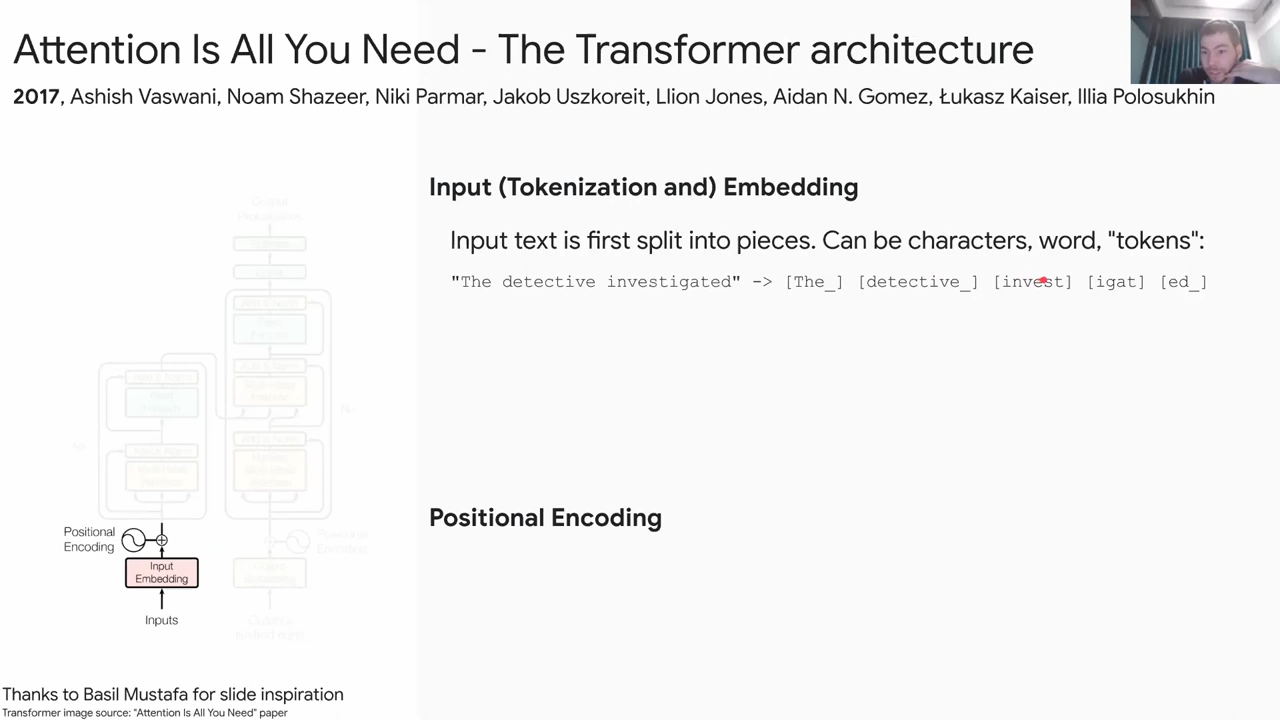 Attention Is All You Need - The Transformer architecture
2017, Ashish Vaswani, Noam Shazeer, Niki Parmar, Jakob Uszkoreit, Llion Jones, Aidan N. Gomez, Łukasz Kaiser, Illia Polosukhin
Input (Tokenization and) Embedding
Input text is first split into pieces. Can be characters, word, "tokens":
"The detective investigated" -> [The_] [detective_] [invest] [igat] [ed_]
Positional Encoding
Output
Probabilities
Positional
Encoding
Input
Embedding
Inputs
Thanks to Basil Mustafa for slide inspiration
Transformer image source: "Attention Is All You Need" paper